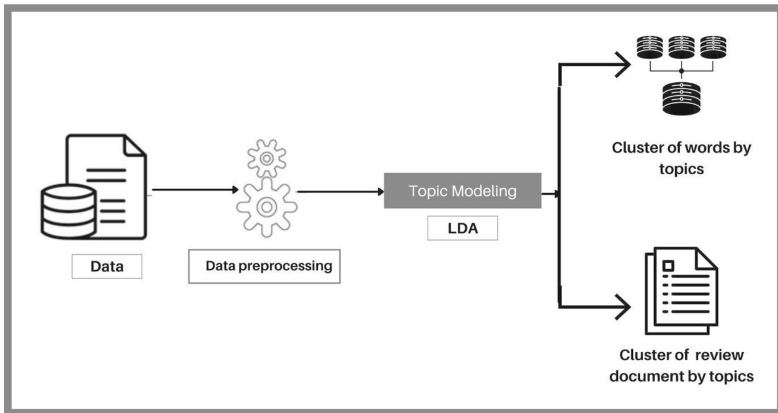 Data
Data preprocessing
Topic Modeling
LDA
Cluster of words by
topics
Cluster of review
document by topics